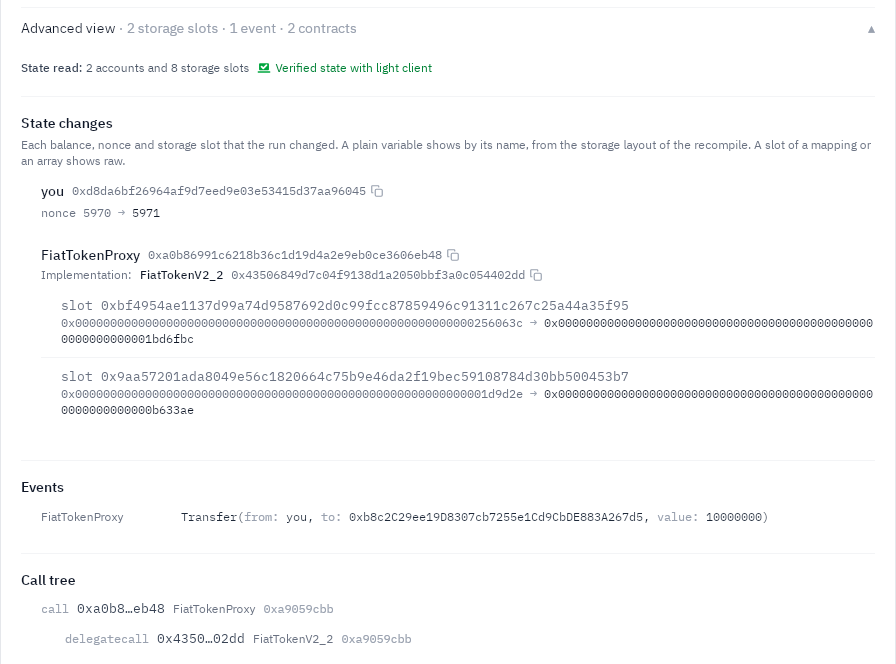 Advanced view · 2 storage slots · 1 event · 2 contracts ▲
State read: 2 accounts and 8 storage slots Verified state with light client
State changes
Each balance, nonce and storage slot that the run changed. A plain variable shows by its name, from the storage layout of the recompile. A slot of a mapping or
an array shows raw.
you 0xd8da6bf26964af9d7eed9e03e53415d37aa96045
nonce 5970 → 5971
FiatTokenProxy 0xa0b86991c6218b36c1d19d4a2e9eb0ce3606eb48
Implementation: FiatTokenV2_2 0x43506849d7c04f9138d1a2050bbf3a0c054402dd
slot 0xbf4954ae1137d99a74d9587692d0c99fcc87859496c91311c267c25a44a35f95
0x000000000000000000000000000000000000000000000000000000000256063c → 0x000000000000000000000000000000000000000000000
0000000000001bd6fbc
slot 0x9aa57201ada8049e56c1820664c75b9e46da2f19bec59108784d30bb500453b7
0x00000000000000000000000000000000000000000000000000000000001d9d2e → 0x000000000000000000000000000000000000000000000
0000000000000b633ae
Events
FiatTokenProxy Transfer(from: you, to: 0xb8c2C29ee19D8307cb7255e1Cd9CbDE883A267d5, value: 10000000)
Call tree
call 0xa0b8…eb48 FiatTokenProxy 0xa9059cbb
delegatecall 0x4350…02dd FiatTokenV2_2 0xa9059cbb